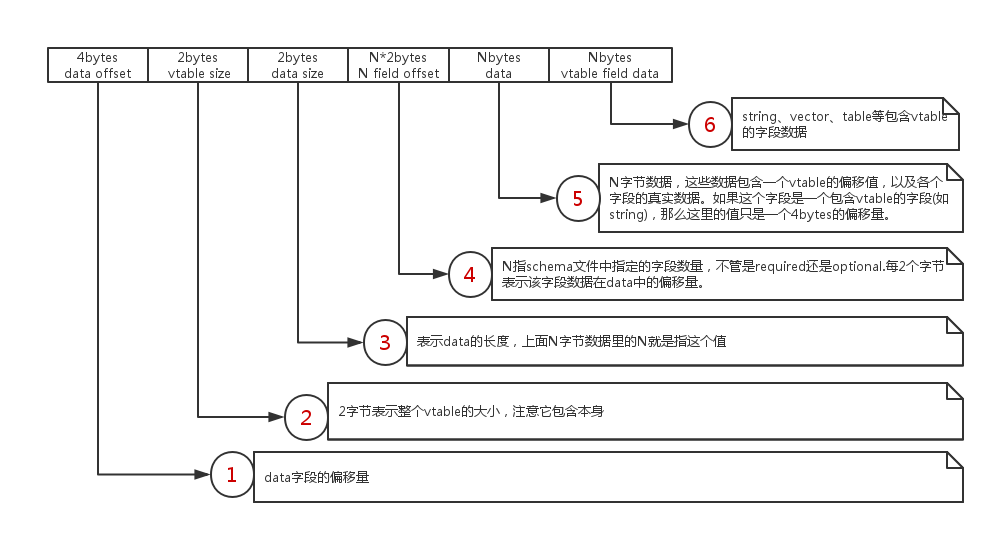 4bytes
data offset
2bytes
vtable size
2bytes
data size
N*2bytes
N field offset
Nbytes
data
Nbytes
vtable field data
6
string、vector、table等包含vtable
的字段数据
5
N字节数据，这些数据包含一个vtable的偏移值，以及各个
字段的真实数据。如果这个字段是一个包含vtable的字段(如
string)，那么这里的值只是一个4bytes的偏移量。
4
N指schema文件中指定的字段数量，不管是required还是optional.每2个字节
表示该字段数据在data中的偏移量。
3
表示data的长度，上面N字节数据里的N就是指这个值
2
2字节表示整个vtable的大小，注意它包含本身
1
data字段的偏移量